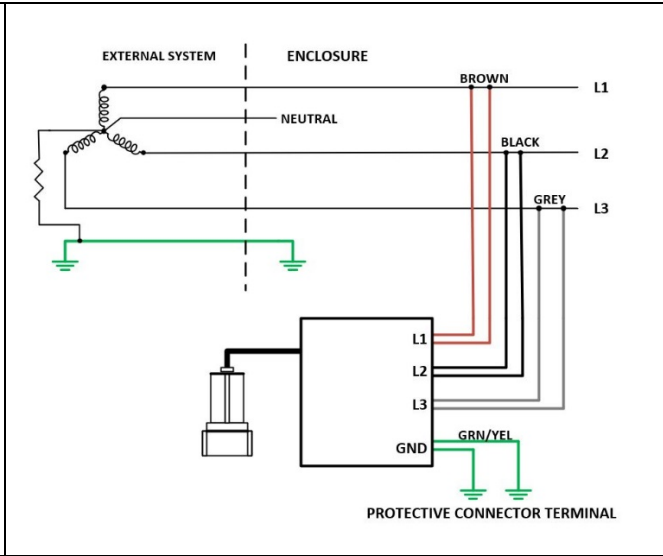 EXTERNAL SYSTEM
ENCLOSURE
BROWN
L1
NEUTRAL
BLACK
L2
GREY
L3
L1
L2
L3
GRN/YEL
GND
PROTECTIVE CONNECTOR TERMINAL